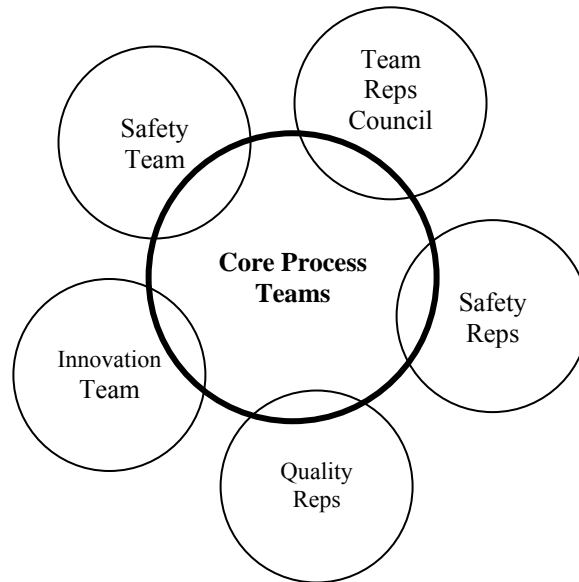 Team
Reps
Council
Safety
Team
Core Process
Teams
Safety
Reps
Innovation
Team
Quality
Reps